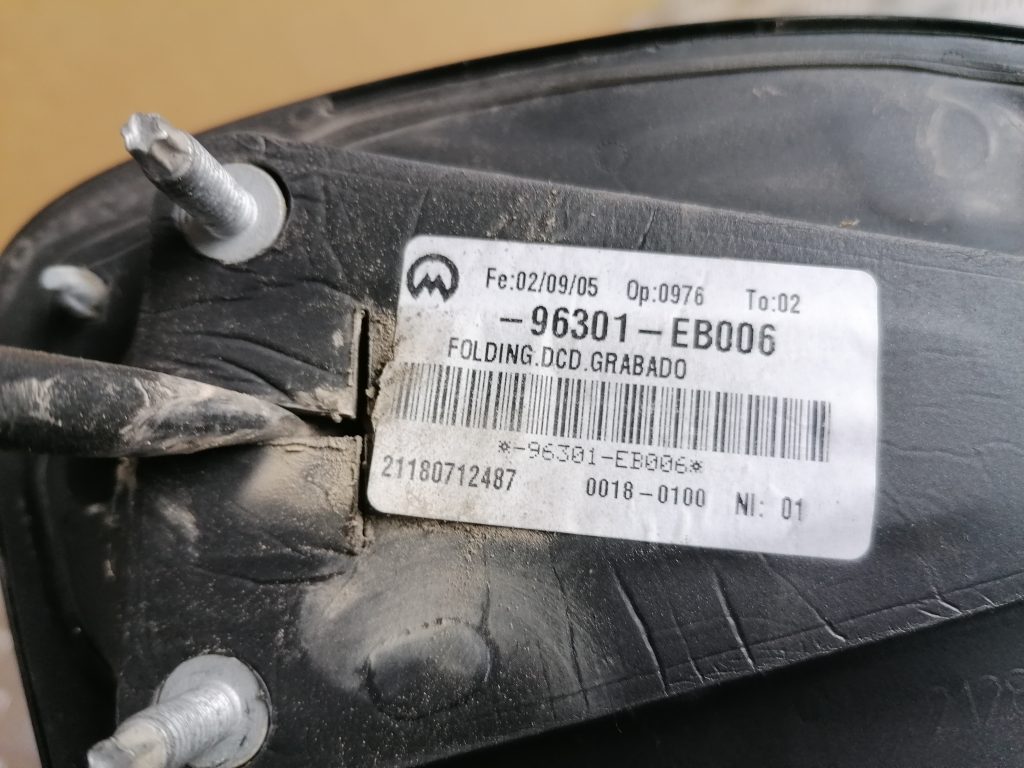 Fe:02/09/05 Op:0976 To:02
-96301-EB006
FOLDING.DCD.GRABADO
*-96301-EB006*
21180712487 0018-0100 NI: 01